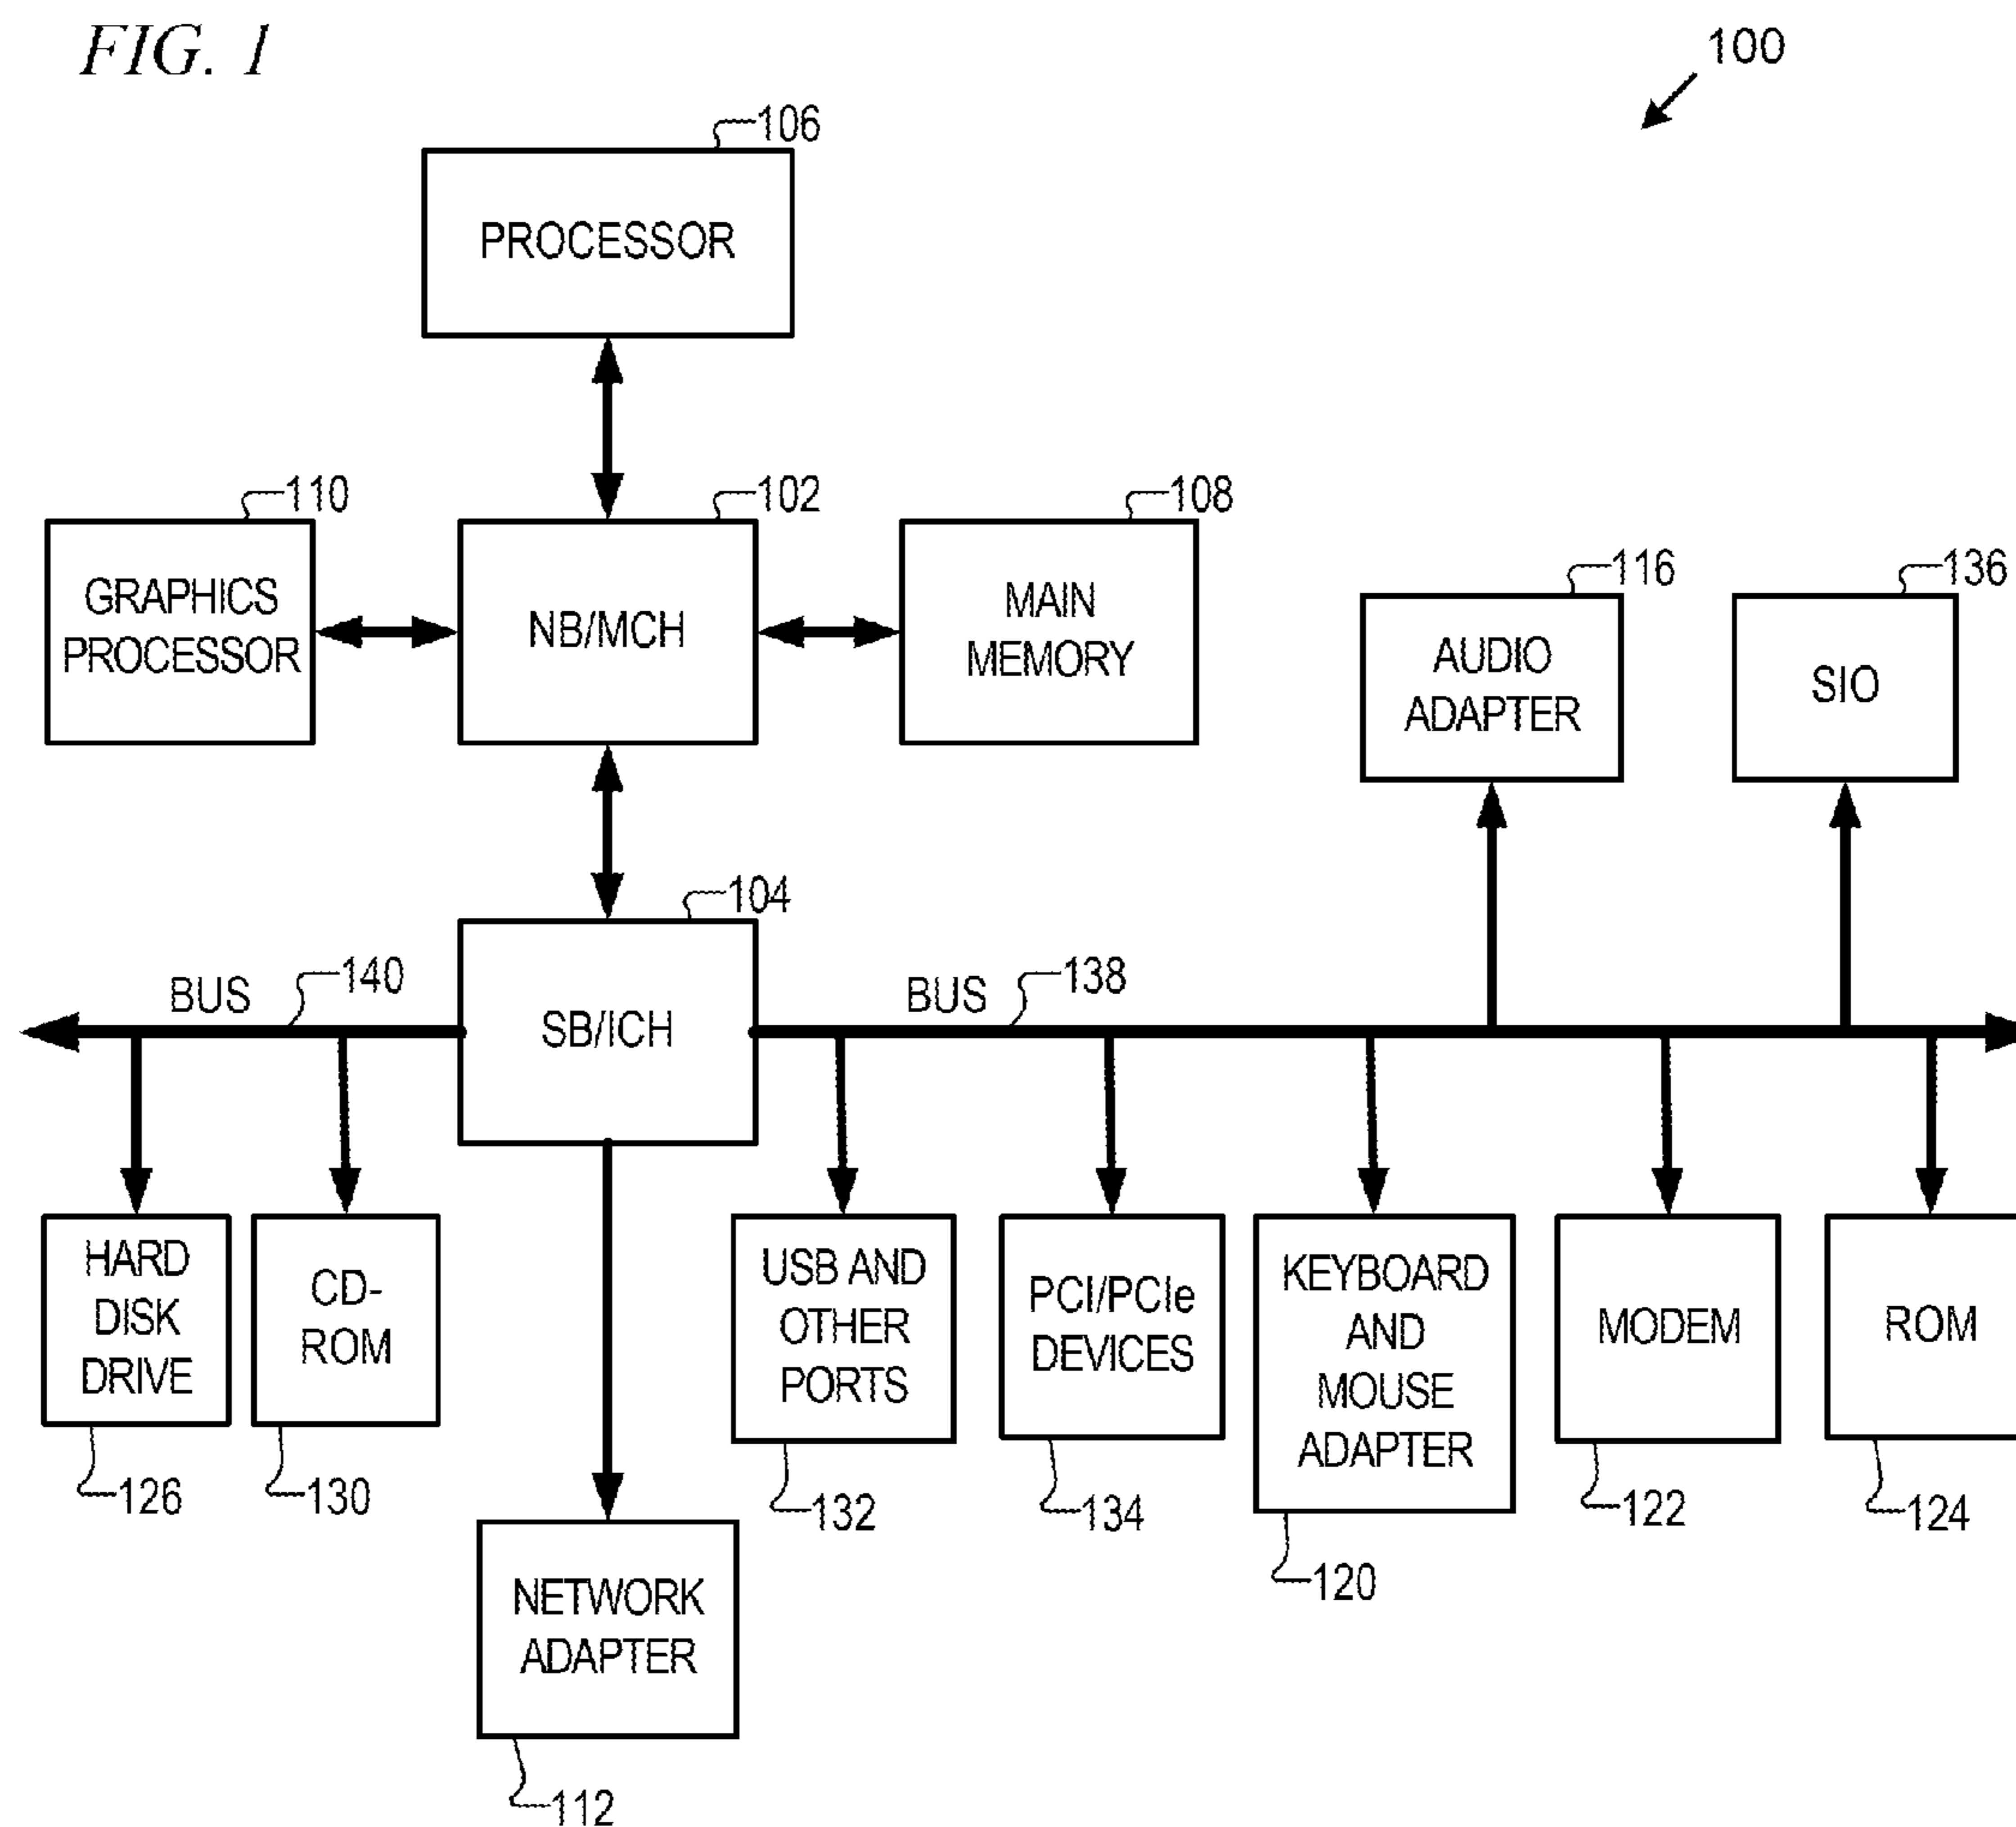 FIG. 1
100
106
PROCESSOR
110
102
108
GRAPHICS
PROCESSOR
NB/MCH
MAIN
MEMORY
116
136
AUDIO
ADAPTER
SIO
104
BUS
140
SB/ICH
BUS
138
HARD
DISK
DRIVE
CD-
ROM
USB AND
OTHER
PORTS
PCI/PCIe
DEVICES
KEYBOARD
AND
MOUSE
ADAPTER
MODEM
ROM
126
130
132
134
120
122
124
NETWORK
ADAPTER
112